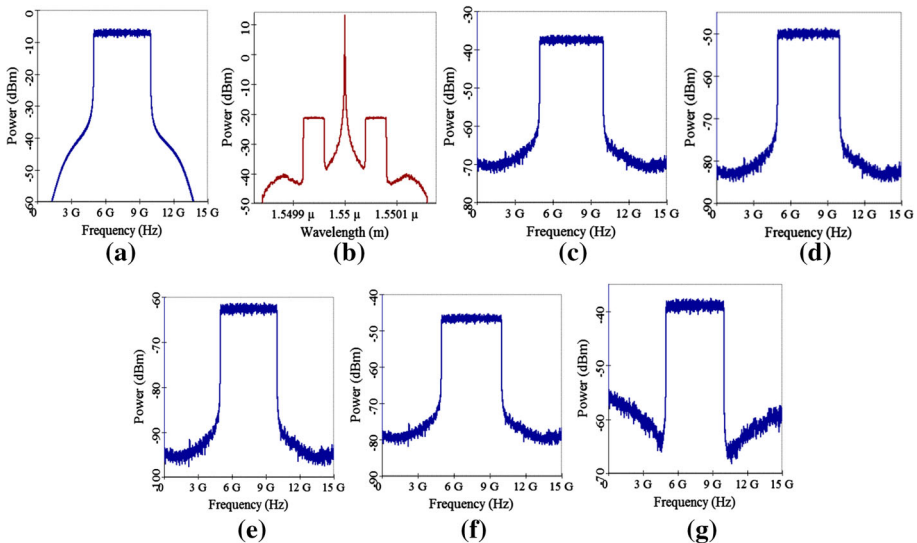 0
-10
-20
-30
-40
-50
-60
Power (dBm)
0 3 G 6 G 9 G 12 G 15 G
Frequency (Hz)
(a)
10
0
-10
-20
-30
-40
-50
Power (dBm)
1.5499 µ 1.55 µ 1.5501 µ
Wavelength (m)
(b)
-30
-40
-50
-60
-70
-80
Power (dBm)
0 3 G 6 G 9 G 12 G 15 G
Frequency (Hz)
(c)
-50
-60
-70
-80
-90
Power (dBm)
0 3 G 6 G 9 G 12 G 15 G
Frequency (Hz)
(d)
-60
-70
-80
-90
-100
Power (dBm)
0 3 G 6 G 9 G 12 G 15 G
Frequency (Hz)
(e)
-40
-50
-60
-70
-80
-90
Power (dBm)
0 3 G 6 G 9 G 12 G 15 G
Frequency (Hz)
(f)
-40
-50
-60
-70
Power (dBm)
0 3 G 6 G 9 G 12 G 15 G
Frequency (Hz)
(g)